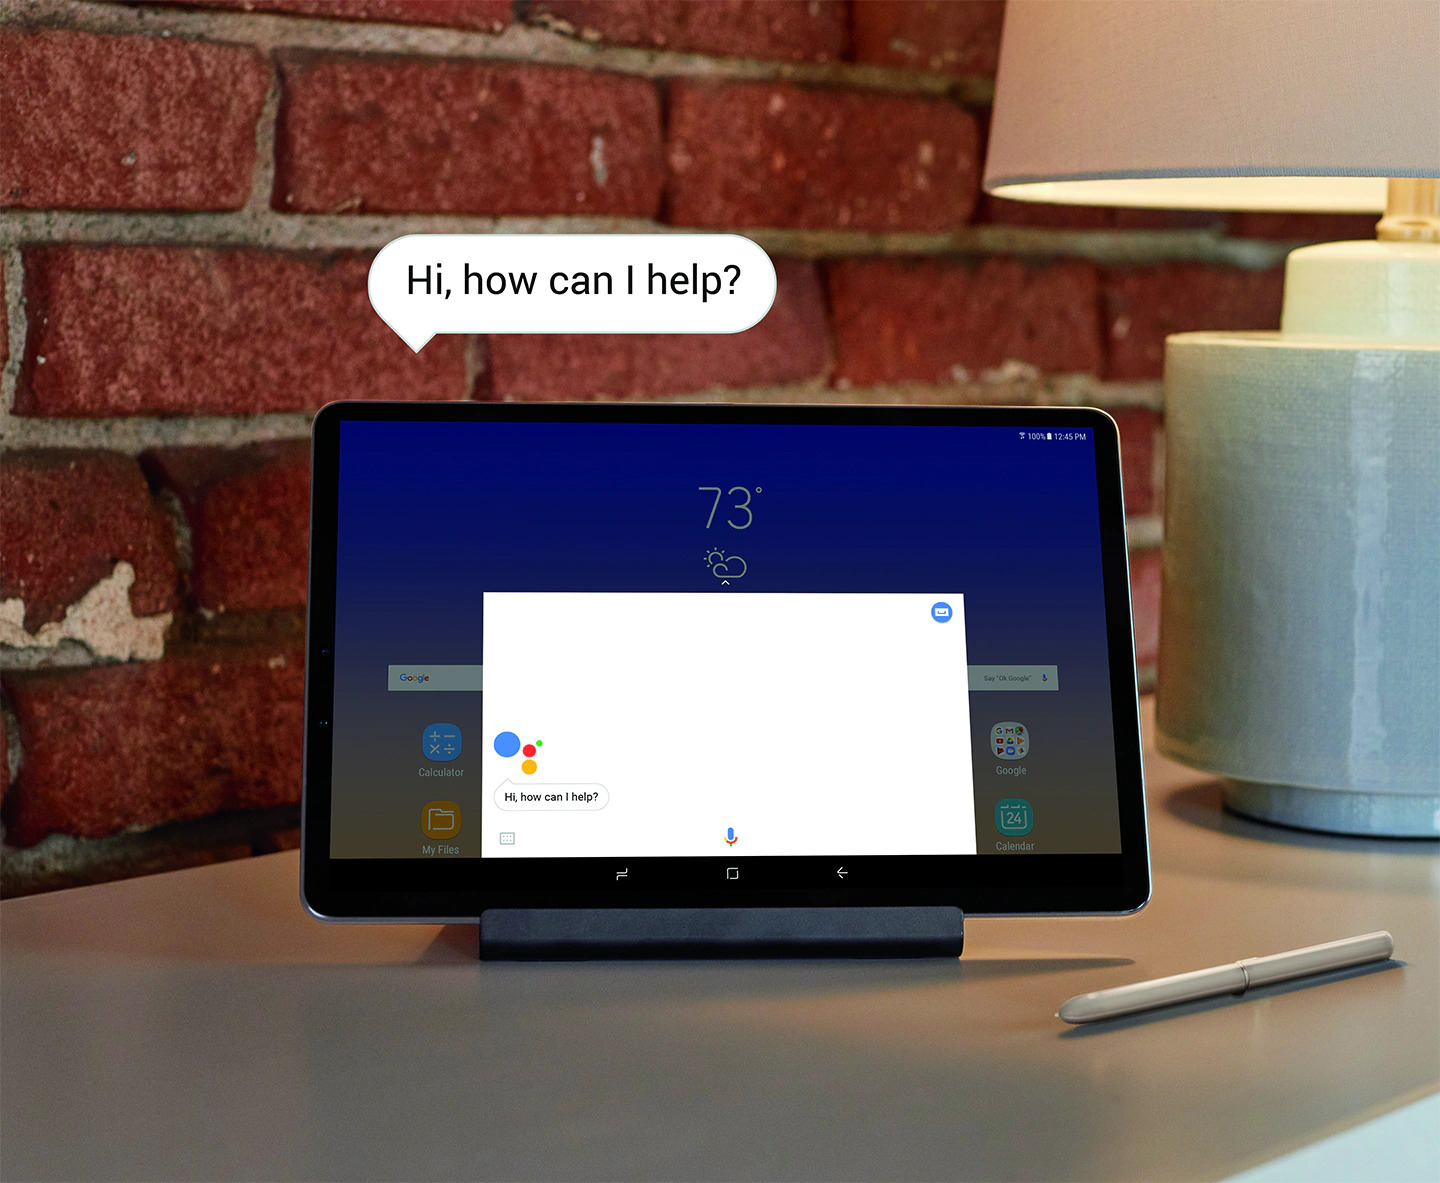 Hi, how can I help?
100% 12:45 PM
73°
Google
Say "Ok Google"
Calculator
Google
Hi, how can I help?
My Files
24
Calendar